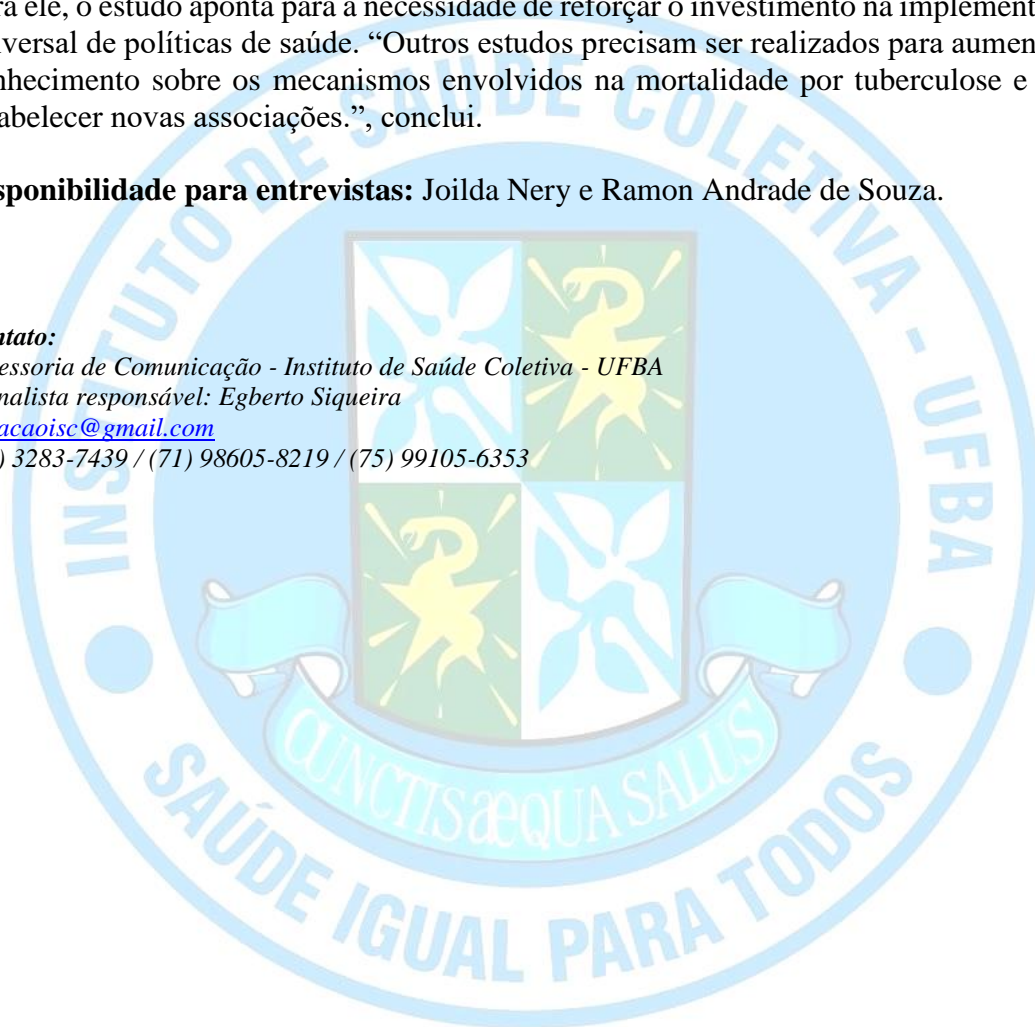 ra ele, o estudo aponta para a necessidade de reforçar o investimento na implement
versal de políticas de saúde. “Outros estudos precisam ser realizados para aumen
nhecimento sobre os mecanismos envolvidos na mortalidade por tuberculose e
abelecer novas associações.”, conclui.
sponibilidade para entrevistas: Joilda Nery e Ramon Andrade de Souza.
ntato:
essoria de Comunicação - Instituto de Saúde Coletiva - UFBA
nalista responsável: Egberto Siqueira
acaoisc@gmail.com
) 3283-7439 / (71) 98605-8219 / (75) 99105-6353
INSTITUTO DE SAÚDE COLETIVA - UFBA
CUNCTIS ÆQUA SALUS
SAÚDE IGUAL PARA TODOS